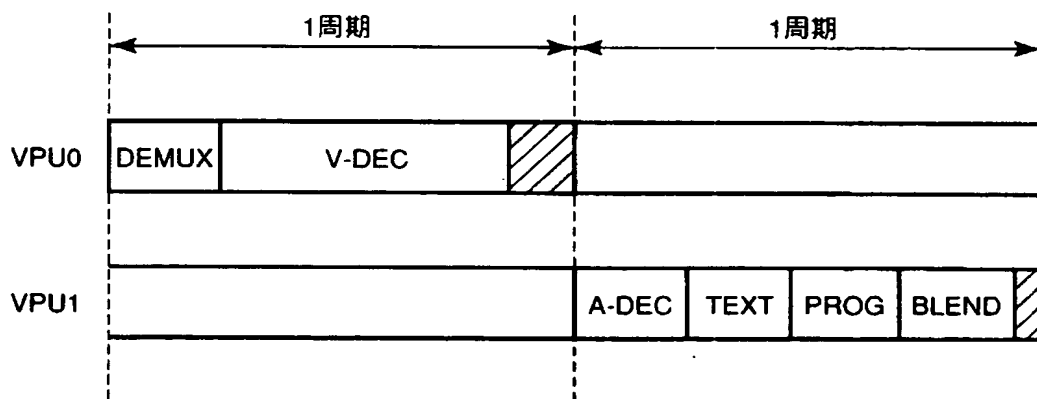 1周期 1周期
VPU0 DEMUX V-DEC
VPU1 A-DEC TEXT PROG BLEND